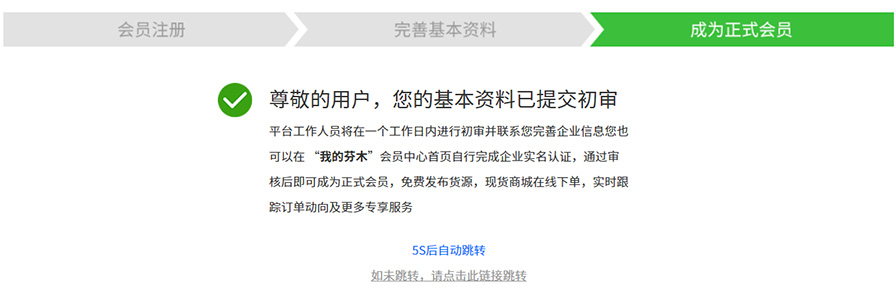 会员注册
完善基本资料
成为正式会员
尊敬的用户，您的基本资料已提交初审
平台工作人员将在一个工作日内进行初审并联系您完善企业信息您也
可以在 “我的芬木”会员中心首页自行完成企业实名认证，通过审
核后即可成为正式会员，免费发布货源，现货商城在线下单，实时跟
踪订单动向及更多专享服务
5S后自动跳转
如未跳转，请点击此链接跳转